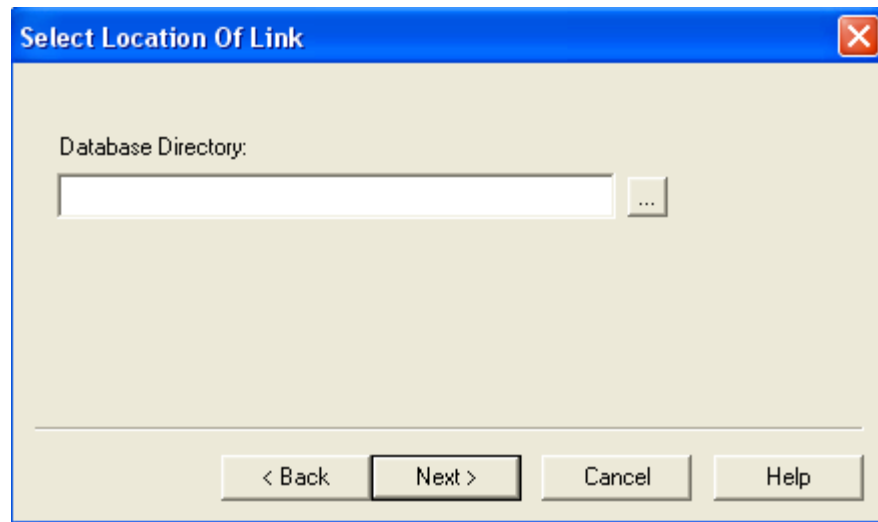 Select Location Of Link
Database Directory:
...
< Back Next > Cancel Help